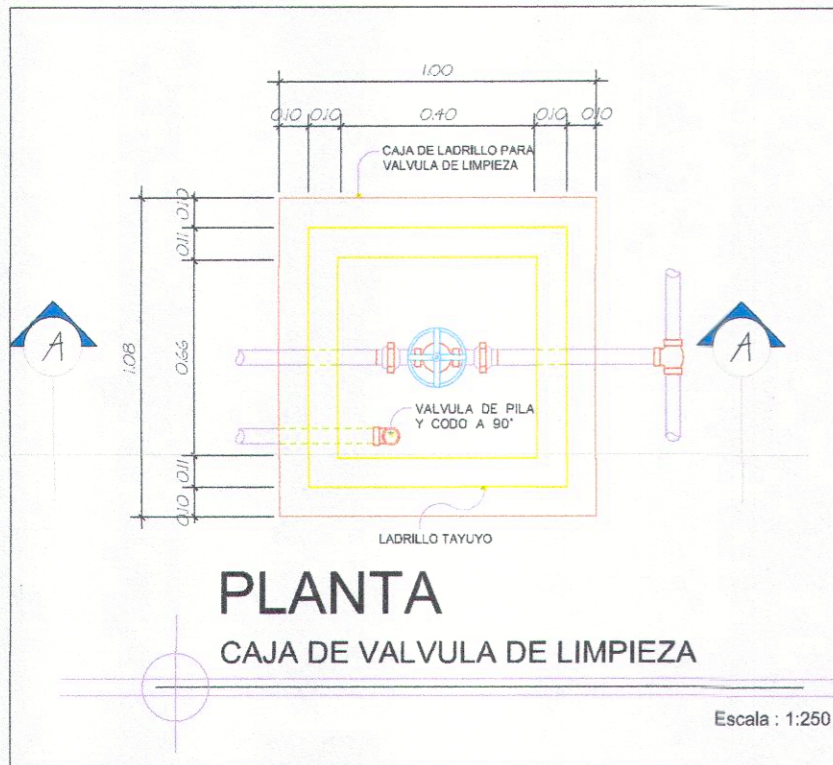 1.00
0.10 0.10 0.40 0.10 0.10
CAJA DE LADRILLO PARA
VALVULA DE LIMPIEZA
0.10
0.11
1.08
0.66
0.11
0.10
A
A
VALVULA DE PILA
Y CODO A 90°
LADRILLO TAYUYO
PLANTA
CAJA DE VALVULA DE LIMPIEZA
Escala : 1:250